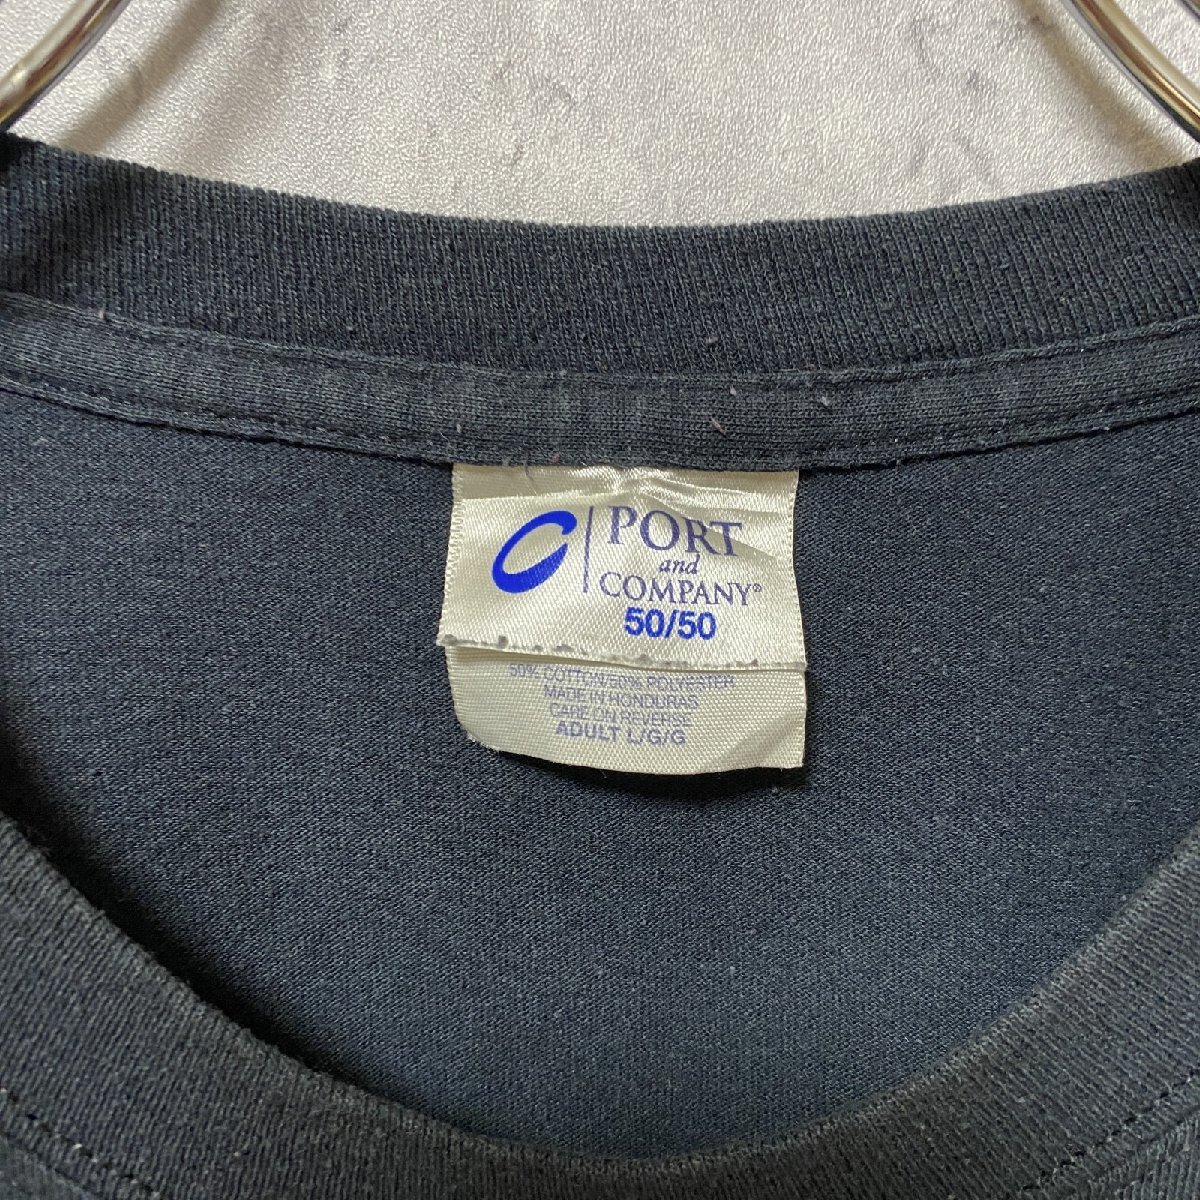 PORT
and
COMPANY®
50/50
50% COTTON/50% POLYESTER
MADE IN HONDURAS
CARE ON REVERSE
ADULT L/G/G